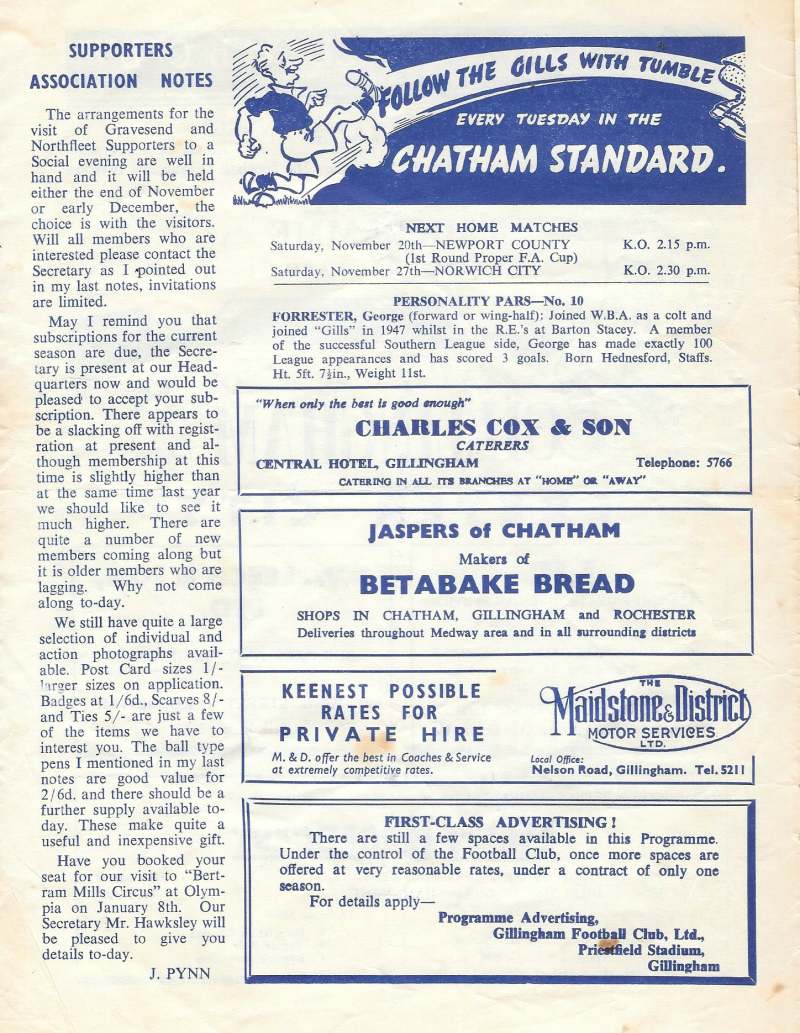 SUPPORTERS
ASSOCIATION NOTES
The arrangements for the
visit of Gravesend and
Northfleet Supporters to a
Social evening are well in
hand and it will be held
either the end of November
or early December, the
choice is with the visitors.
Will all members who are
interested please contact the
Secretary as I pointed out
in my last notes, invitations
are limited.
May I remind you that
subscriptions for the current
season are due, the Secre-
tary is present at our Head-
quarters now and would be
pleased to accept your sub-
scription. There appears to
be a slacking off with regist-
ration at present and al-
though membership at this
time is slightly higher than
at the same time last year
we should like to see it
much higher. There are
quite a number of new
members coming along but
it is older members who are
lagging. Why not come
along to-day.
We still have quite a large
selection of individual and
action photographs avail-
able. Post Card sizes 1/-
larger sizes on application.
Badges at 1/6d., Scarves 8/-
and Ties 5/- are just a few
of the items we have to
interest you. The ball type
pens I mentioned in my last
notes are good value for
2/6d. and there should be a
further supply available to-
day. These make quite a
useful and inexpensive gift.
Have you booked your
seat for our visit to "Bert-
ram Mills Circus" at Olym-
pia on January 8th. Our
Secretary Mr. Hawksley will
be pleased to give you
details to-day.
J. PYNN
FOLLOW THE GILLS WITH TUMBLE
EVERY TUESDAY IN THE
CHATHAM STANDARD.
NEXT HOME MATCHES
Saturday, November 20th—NEWPORT COUNTY K.O. 2.15 p.m.
(1st Round Proper F.A. Cup)
Saturday, November 27th—NORWICH CITY K.O. 2.30 p.m.
PERSONALITY PARS—No. 10
FORRESTER, George (forward or wing-half): Joined W.B.A. as a colt and
joined "Gills" in 1947 whilst in the R.E.'s at Barton Stacey. A member
of the successful Southern League side, George has made exactly 100
League appearances and has scored 3 goals. Born Hednesford, Staffs.
Ht. 5ft. 7½in., Weight 11st.
"When only the best is good enough"
CHARLES COX & SON
CATERERS
CENTRAL HOTEL, GILLINGHAM Telephone: 5766
CATERING IN ALL ITS BRANCHES AT "HOME" OR "AWAY"
JASPERS of CHATHAM
Makers of
BETABAKE BREAD
SHOPS IN CHATHAM, GILLINGHAM and ROCHESTER
Deliveries throughout Medway area and in all surrounding districts
KEENEST POSSIBLE
RATES FOR
PRIVATE HIRE
M. & D. offer the best in Coaches & Service
at extremely competitive rates.
THE
Maidstone & District
MOTOR SERVICES
LTD.
Local Office:
Nelson Road, Gillingham. Tel. 5211
FIRST-CLASS ADVERTISING!
There are still a few spaces available in this Programme.
Under the control of the Football Club, once more spaces are
offered at very reasonable rates, under a contract of only one
season.
For details apply—
Programme Advertising,
Gillingham Football Club, Ltd.,
Priestfield Stadium,
Gillingham